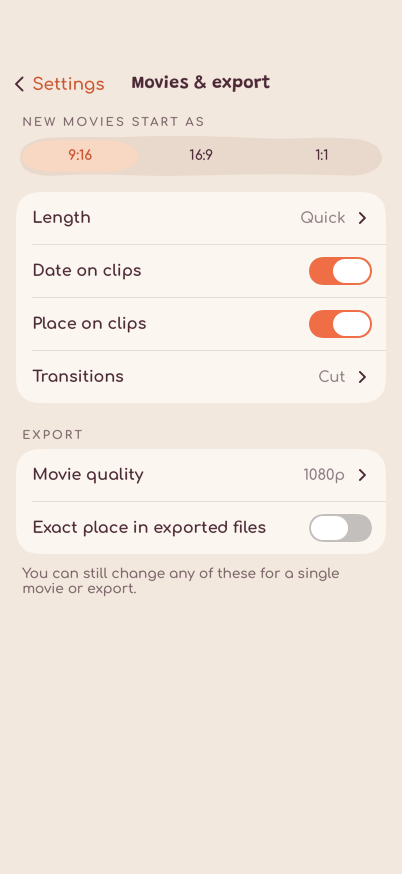 Settings
Movies & export
NEW MOVIES START AS
9:16
16:9
1:1
Length
Quick
Date on clips
Place on clips
Transitions
Cut
EXPORT
Movie quality
1080p
Exact place in exported files
You can still change any of these for a single
movie or export.